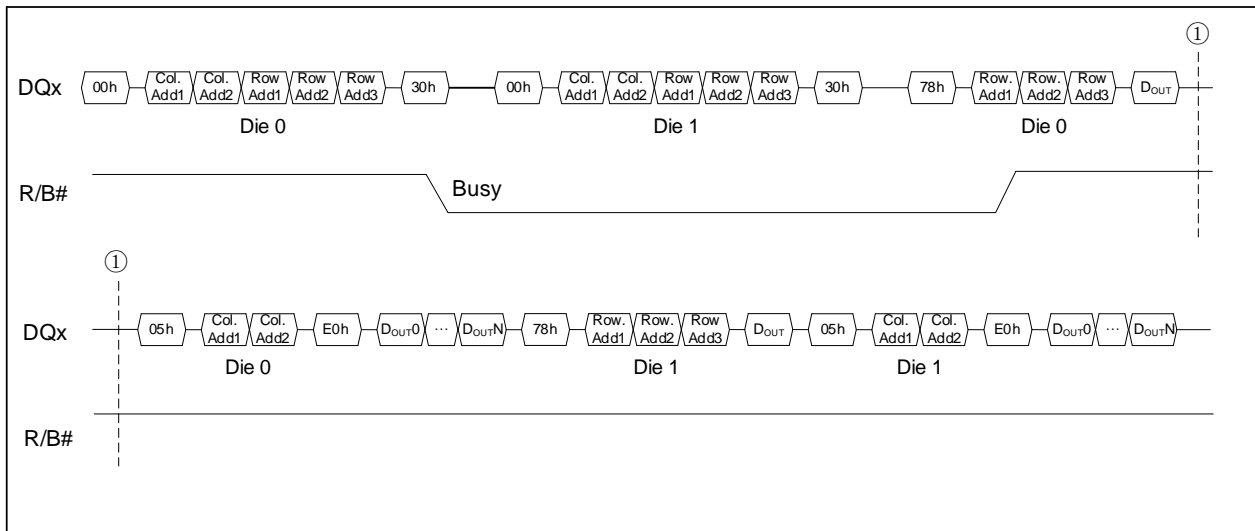 ①
DQx 00h Col. Add1 Col. Add2 Row Add1 Row Add2 Row Add3 30h 00h Col. Add1 Col. Add2 Row Add1 Row Add2 Row Add3 30h 78h Row. Add1 Row. Add2 Row Add3 DOUT
Die 0 Die 1 Die 0
R/B# Busy
①
DQx 05h Col. Add1 Col. Add2 E0h DOUT0 ... DOUTN 78h Row. Add1 Row. Add2 Row Add3 DOUT 05h Col. Add1 Col. Add2 E0h DOUT0 ... DOUTN
Die 0 Die 1 Die 1
R/B#